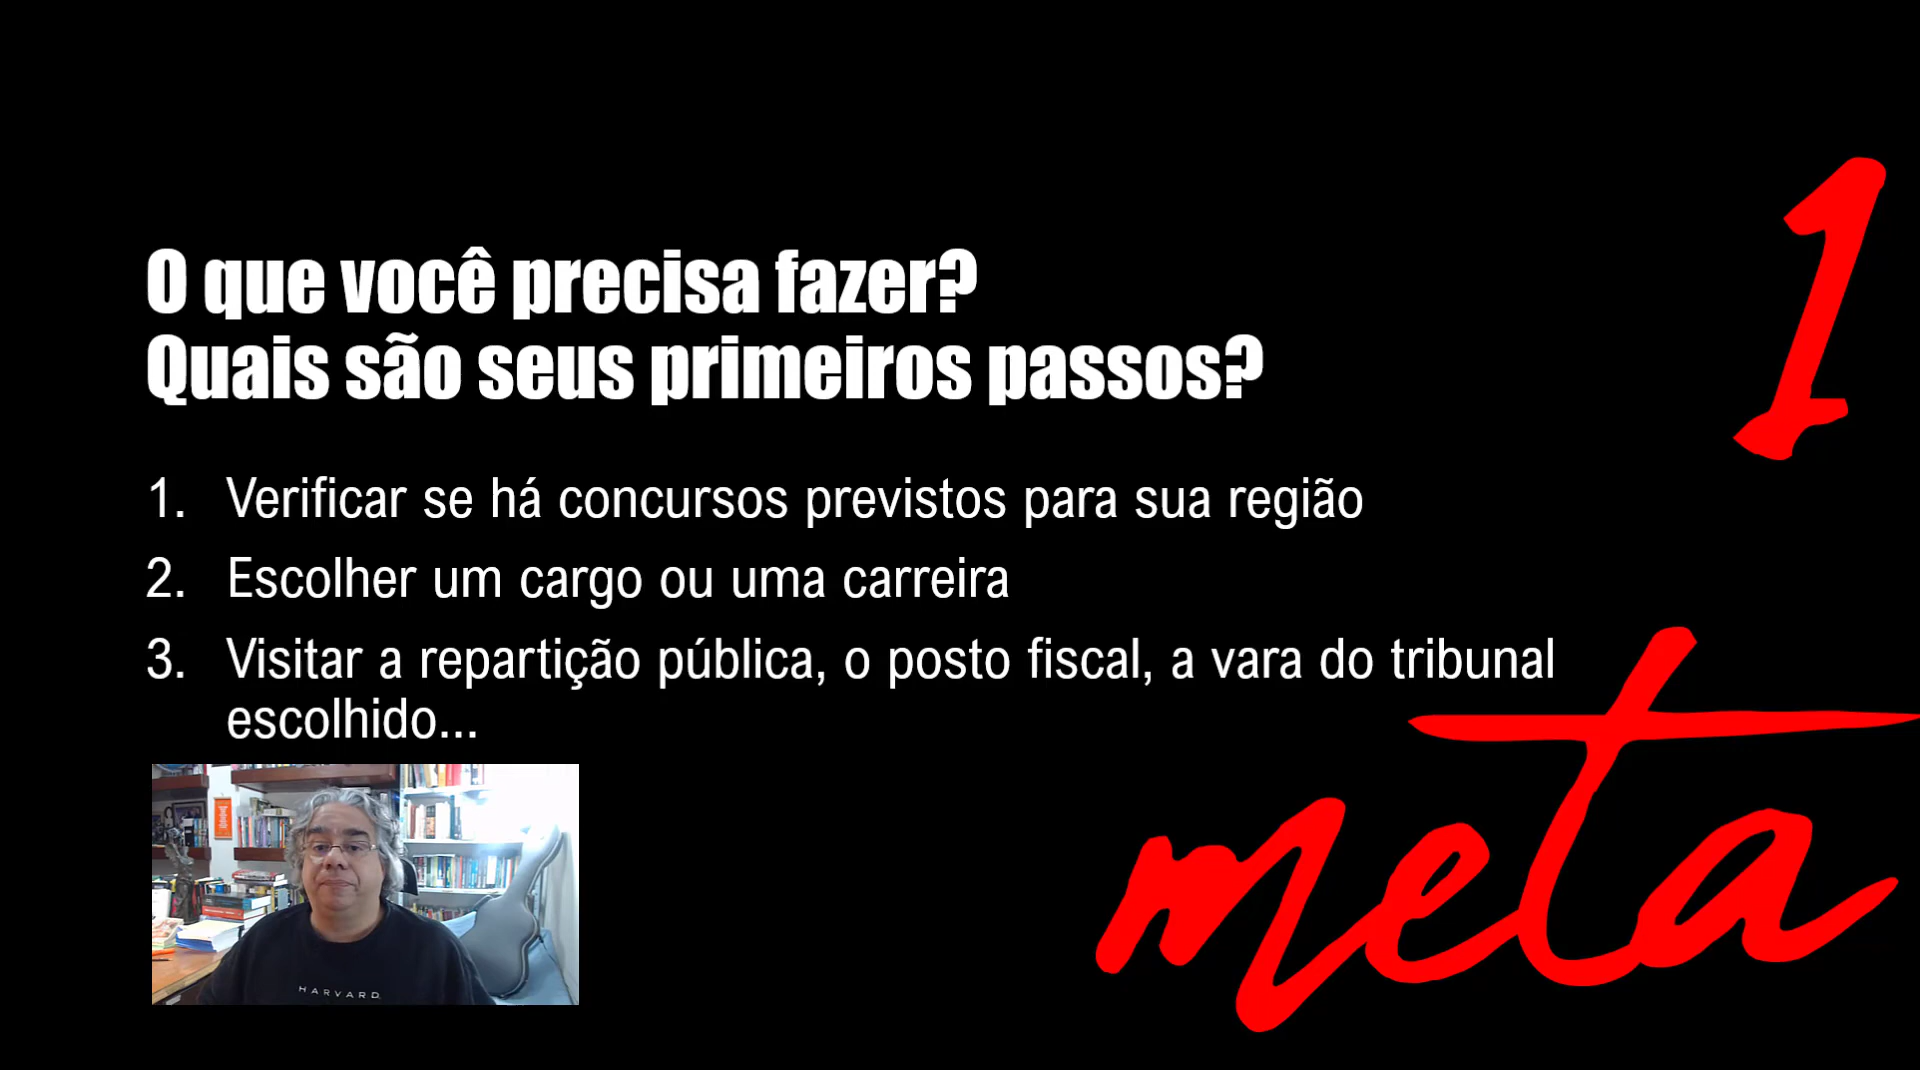 O que você precisa fazer?
Quais são seus primeiros passos?
1. Verificar se há concursos previstos para sua região
2. Escolher um cargo ou uma carreira
3. Visitar a repartição pública, o posto fiscal, a vara do tribunal
escolhido...
1
meta
HARVARD